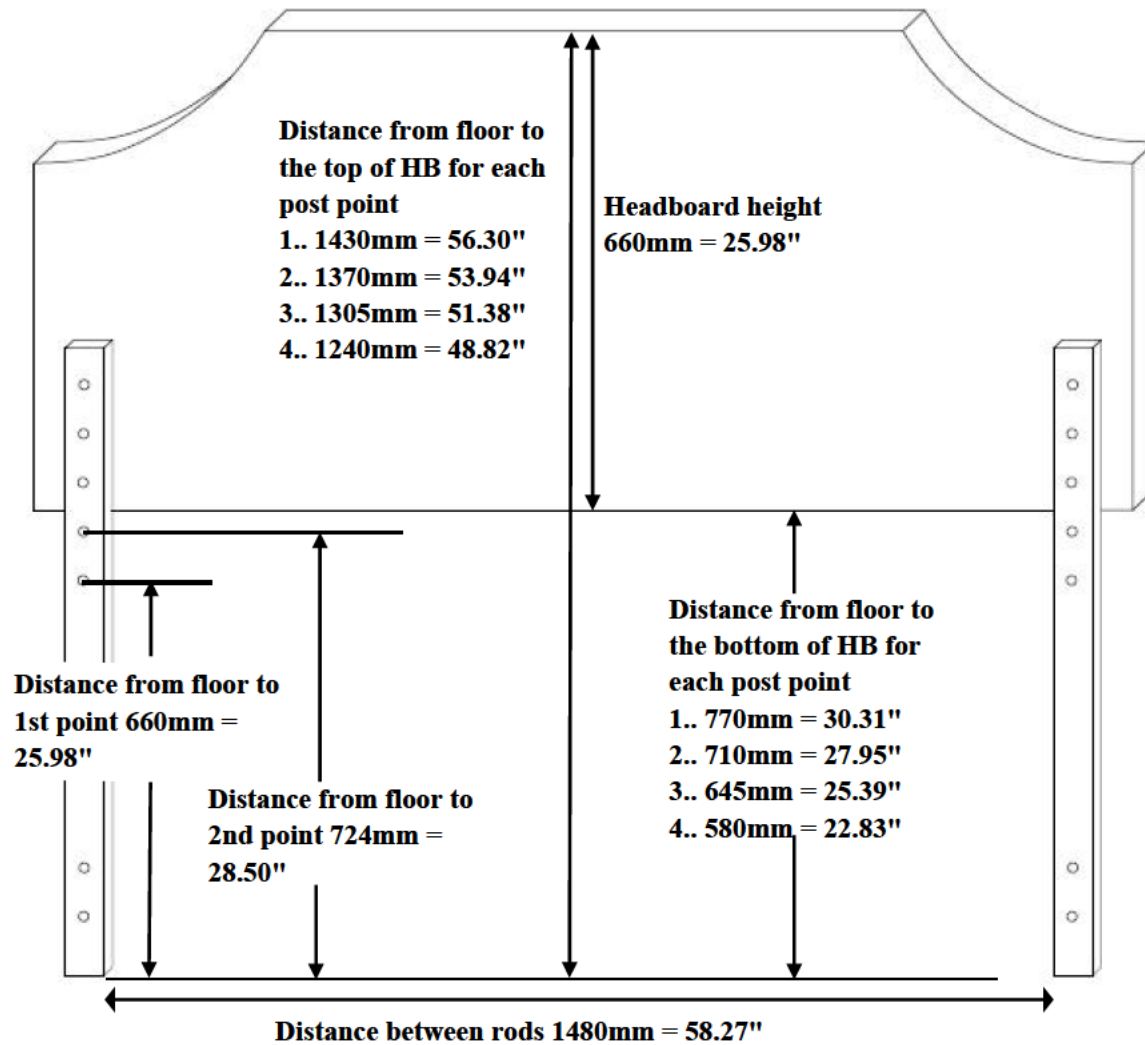 Distance from floor to
the top of HB for each
post point
1.. 1430mm = 56.30"
2.. 1370mm = 53.94"
3.. 1305mm = 51.38"
4.. 1240mm = 48.82"
Headboard height
660mm = 25.98"
Distance from floor to
1st point 660mm =
25.98"
Distance from floor to
2nd point 724mm =
28.50"
Distance from floor to
the bottom of HB for
each post point
1.. 770mm = 30.31"
2.. 710mm = 27.95"
3.. 645mm = 25.39"
4.. 580mm = 22.83"
Distance between rods 1480mm = 58.27"